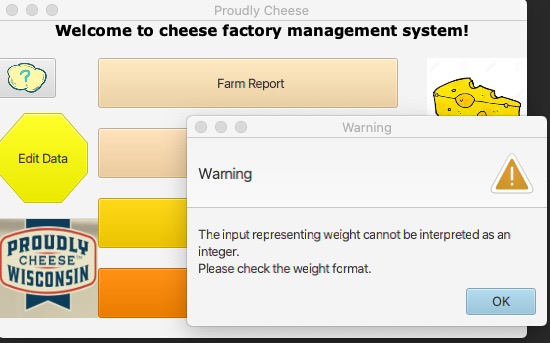 Proudly Cheese
Welcome to cheese factory management system!
?
Farm Report
Edit Data
Warning
Warning
!
The input representing weight cannot be interpreted as an
integer.
Please check the weight format.
OK
PROUDLY
CHEESE™
WISCONSIN